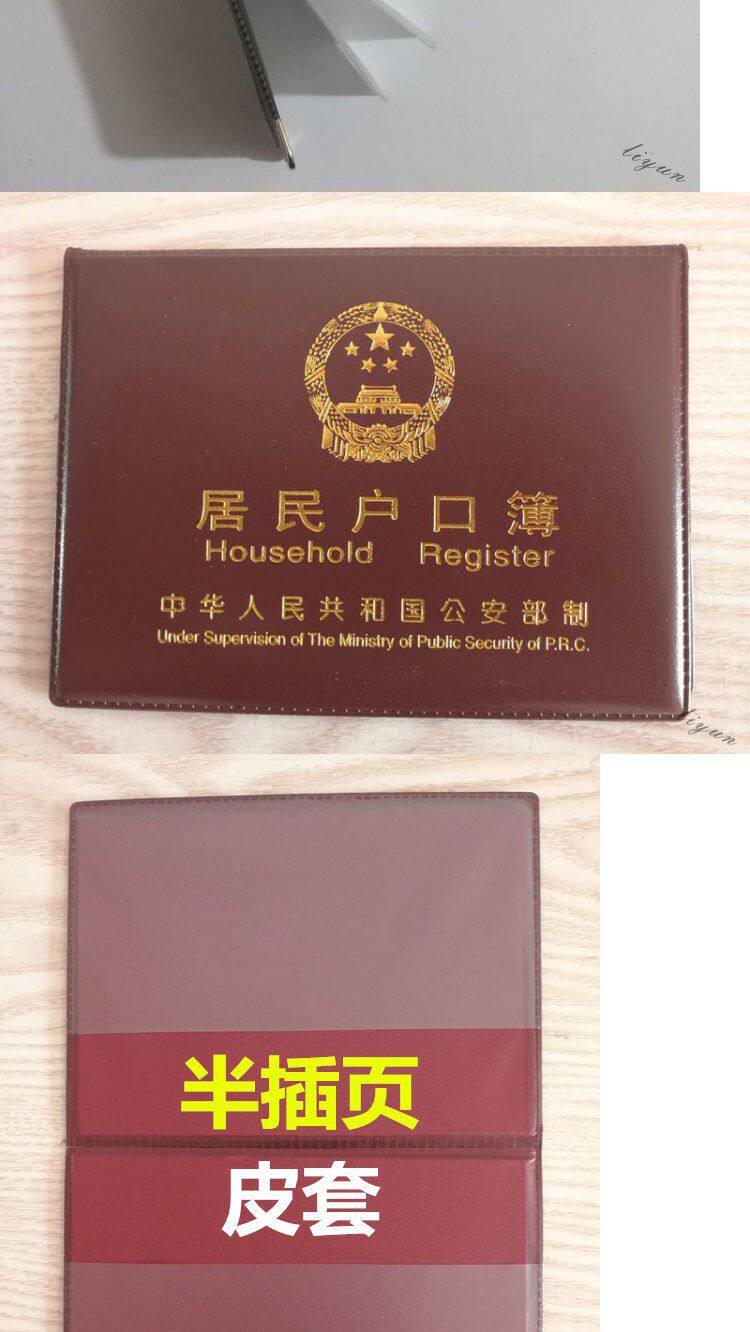 liyun
居民户口簿
Household Register
中华人民共和国公安部制
Under Supervision of The Ministry of Public Security of P.R.C.
liyun
半插页
皮套